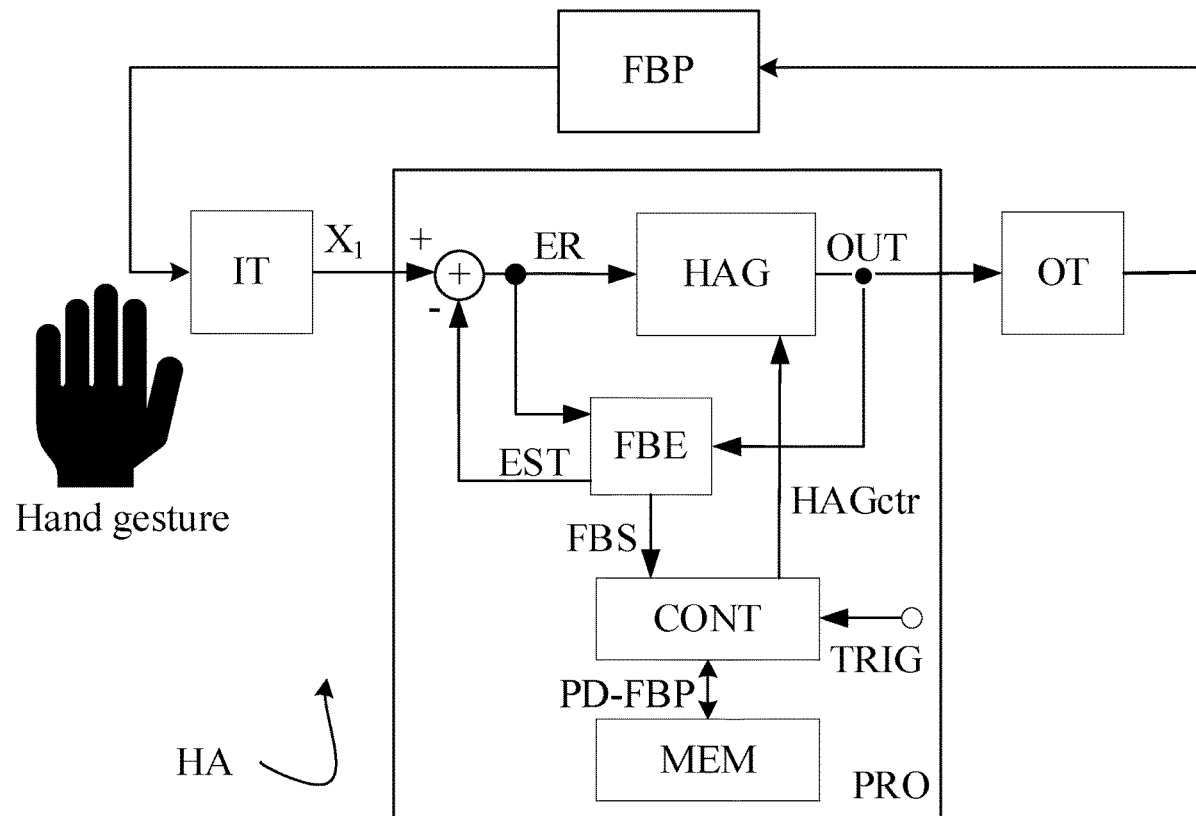 FBP
IT
X₁
+
+
-
ER
HAG
OUT
OT
Hand gesture
EST
FBE
HAGctr
FBS
CONT
TRIG
PD-FBP
MEM
HA
PRO